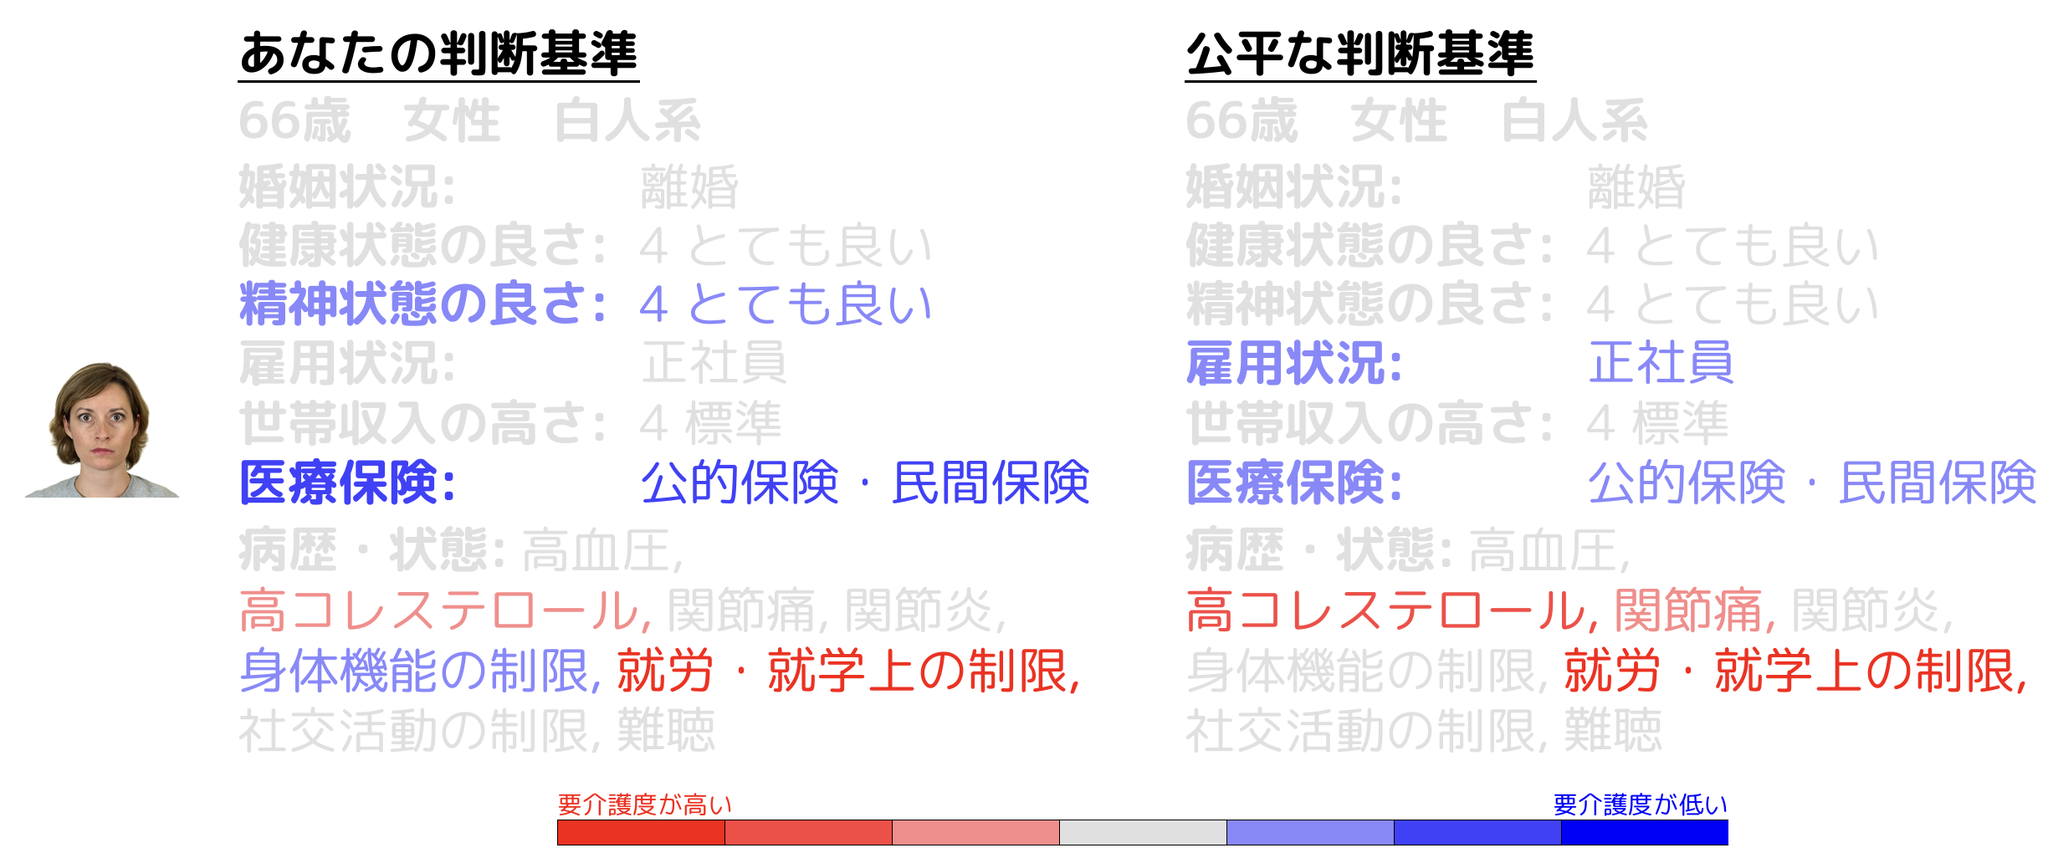 あなたの判断基準
66歳　女性　白人系
婚姻状況: 離婚
健康状態の良さ: 4 とても良い
精神状態の良さ: 4 とても良い
雇用状況: 正社員
世帯収入の高さ: 4 標準
医療保険: 公的保険・民間保険
病歴・状態: 高血圧,
高コレステロール, 関節痛, 関節炎,
身体機能の制限, 就労・就学上の制限,
社交活動の制限, 難聴
公平な判断基準
66歳　女性　白人系
婚姻状況: 離婚
健康状態の良さ: 4 とても良い
精神状態の良さ: 4 とても良い
雇用状況: 正社員
世帯収入の高さ: 4 標準
医療保険: 公的保険・民間保険
病歴・状態: 高血圧,
高コレステロール, 関節痛, 関節炎,
身体機能の制限, 就労・就学上の制限,
社交活動の制限, 難聴
要介護度が高い
要介護度が低い